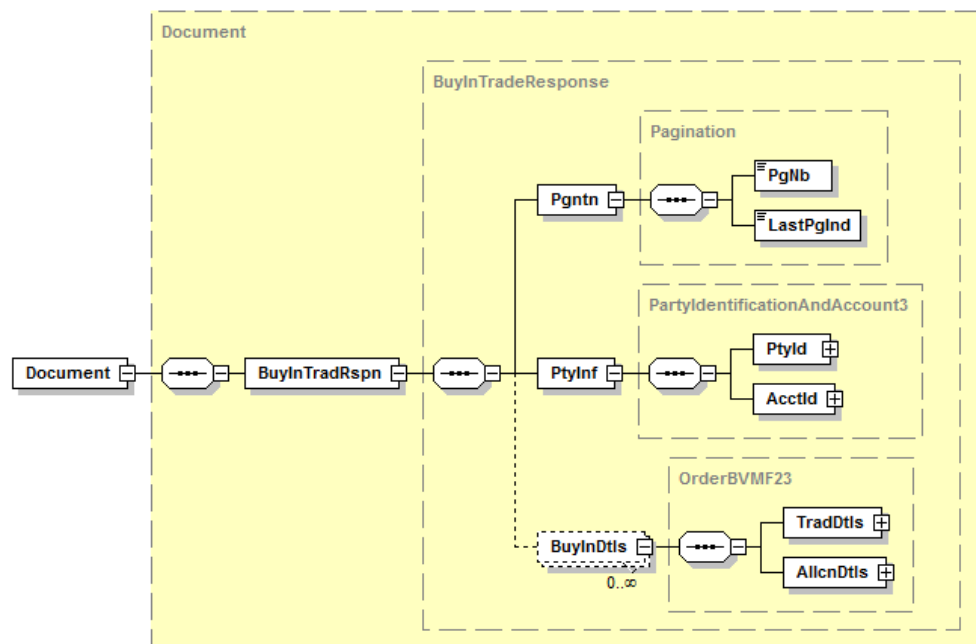 Document
BuyInTradeResponse
Pagination
PgNb
Pgntn
LastPgInd
PartyIdentificationAndAccount3
PtyId
Document
BuyInTradRspn
PtyInf
AcctId
OrderBVMF23
TradDtls
BuyInDtls
0..∞
AllcnDtls